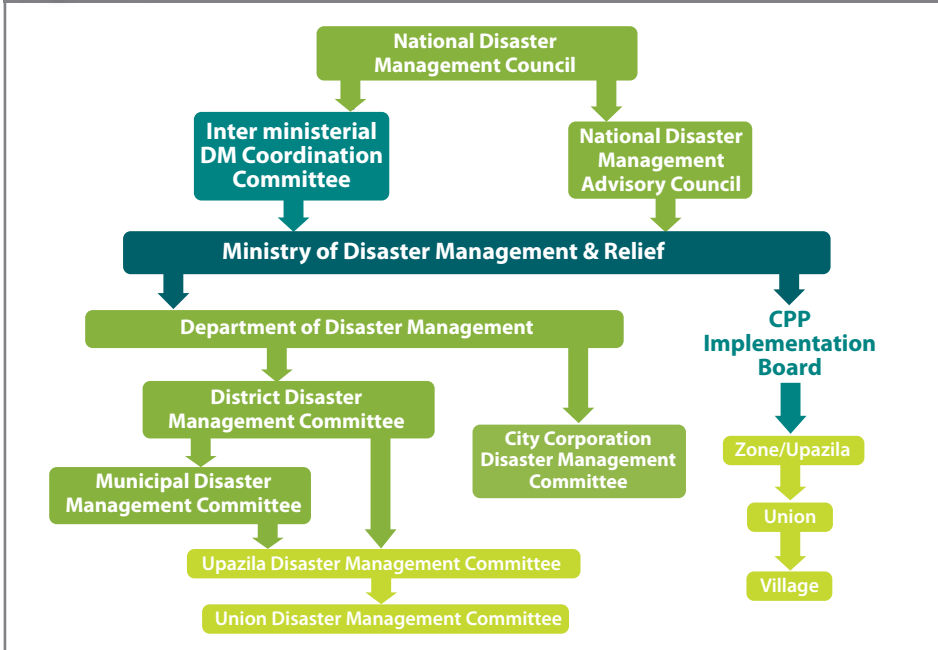 National Disaster
Management Council
Inter ministerial
DM Coordination
Committee
National Disaster
Management
Advisory Council
Ministry of Disaster Management & Relief
Department of Disaster Management
CPP
Implementation
Board
District Disaster
Management Committee
City Corporation
Disaster Management
Committee
Zone/Upazila
Municipal Disaster
Management Committee
Union
Upazila Disaster Management Committee
Village
Union Disaster Management Committee